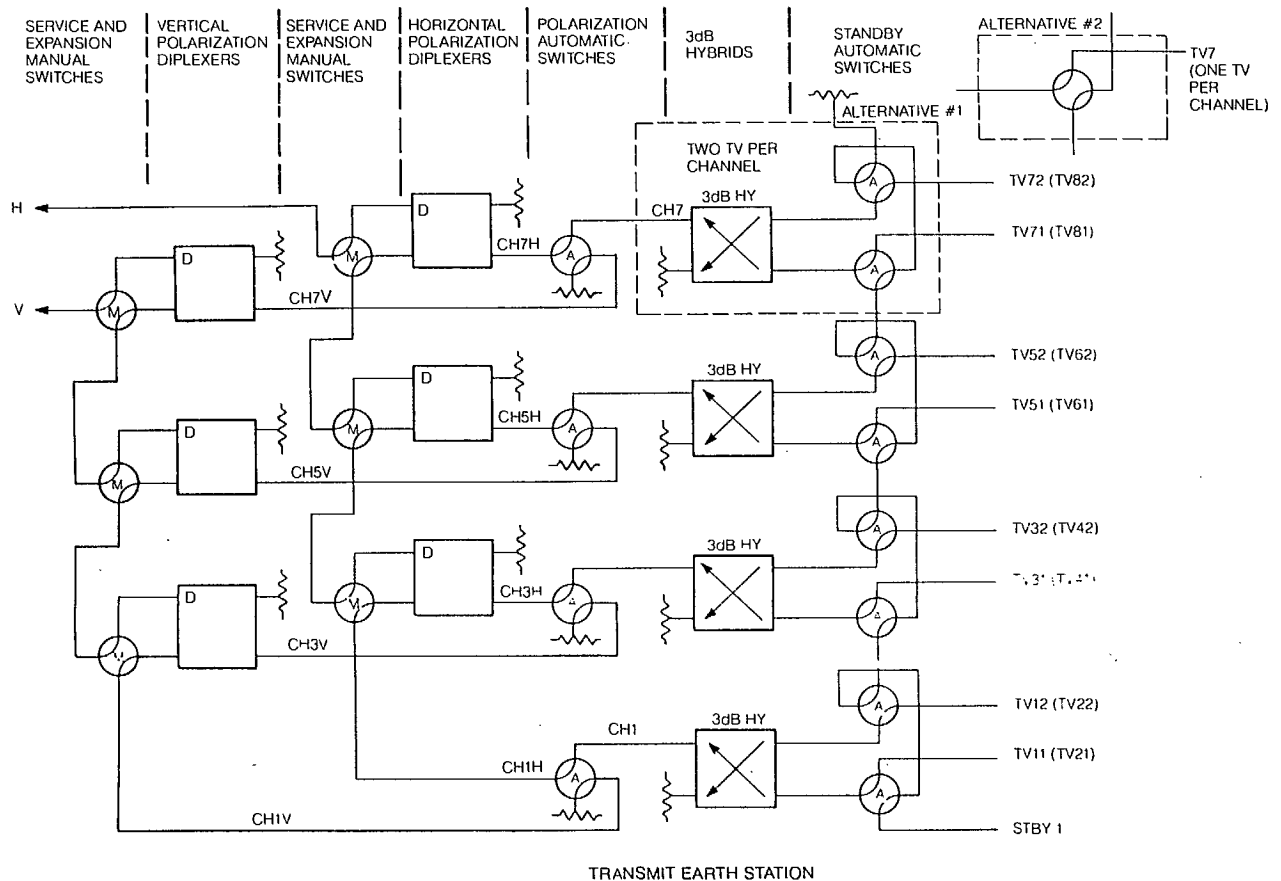 SERVICE AND
EXPANSION
MANUAL
SWITCHES
VERTICAL
POLARIZATION
DIPLEXERS
SERVICE AND
EXPANSION
MANUAL
SWITCHES
HORIZONTAL
POLARIZATION
DIPLEXERS
POLARIZATION
AUTOMATIC
SWITCHES
3dB
HYBRIDS
STANDBY
AUTOMATIC
SWITCHES
ALTERNATIVE #2
TV7
(ONE TV
PER
CHANNEL)
ALTERNATIVE #1
TWO TV PER
CHANNEL
A
TV72 (TV82)
H
D
CH7
3dB HY
CH7H
TV71 (TV81)
M
A
A
D
CH7V
V
M
A
TV52 (TV62)
D
3dB HY
CH5H
TV51 (TV61)
M
A
A
D
CH5V
M
A
TV32 (TV42)
D
3dB HY
CH3H
D
CH3V
A
TV12 (TV22)
CH1
3dB HY
TV11 (TV21)
CH1H
A
A
CH1V
STBY 1
TRANSMIT EARTH STATION